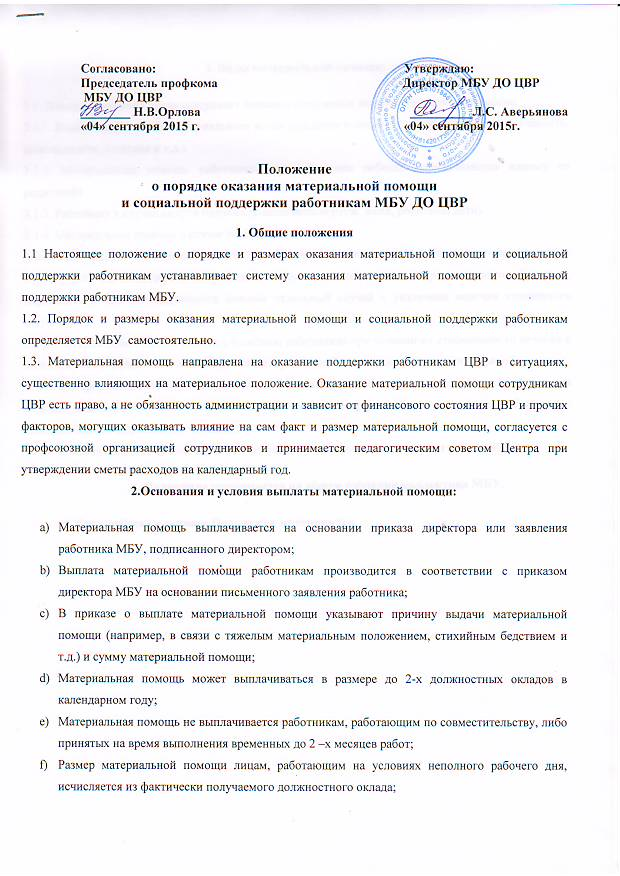 Согласовано: Утверждаю:
Председатель профкома Директор МБУ ДО ЦВР
МБУ ДО ЦВР
Н.В.Орлова Л.С. Аверьянова
«04» сентября 2015 г. «04» сентября 2015г.
Положение
о порядке оказания материальной помощи
и социальной поддержки работникам МБУ ДО ЦВР
1. Общие положения
1.1 Настоящее положение о порядке и размерах оказания материальной помощи и социальной
поддержки работникам устанавливает систему оказания материальной помощи и социальной
поддержки работникам МБУ.
1.2. Порядок и размеры оказания материальной помощи и социальной поддержки работникам
определяется МБУ самостоятельно.
1.3. Материальная помощь направлена на оказание поддержки работникам ЦВР в ситуациях,
существенно влияющих на материальное положение. Оказание материальной помощи сотрудникам
ЦВР есть право, а не обязанность администрации и зависит от финансового состояния ЦВР и прочих
факторов, могущих оказывать влияние на сам факт и размер материальной помощи, согласуется с
профсоюзной организацией сотрудников и принимается педагогическим советом Центра при
утверждении сметы расходов на календарный год.
2.Основания и условия выплаты материальной помощи:
a) Материальная помощь выплачивается на основании приказа директора или заявления
работника МБУ, подписанного директором;
b) Выплата материальной помощи работникам производится в соответствии с приказом
директора МБУ на основании письменного заявления работника;
c) В приказе о выплате материальной помощи указывают причину выдачи материальной
помощи (например, в связи с тяжелым материальным положением, стихийным бедствием и
т.д.) и сумму материальной помощи;
d) Материальная помощь может выплачиваться в размере до 2-х должностных окладов в
календарном году;
e) Материальная помощь не выплачивается работникам, работающим по совместительству, либо
принятых на время выполнения временных до 2 –х месяцев работ;
f) Размер материальной помощи лицам, работающим на условиях неполного рабочего дня,
исчисляется из фактически получаемого должностного оклада;